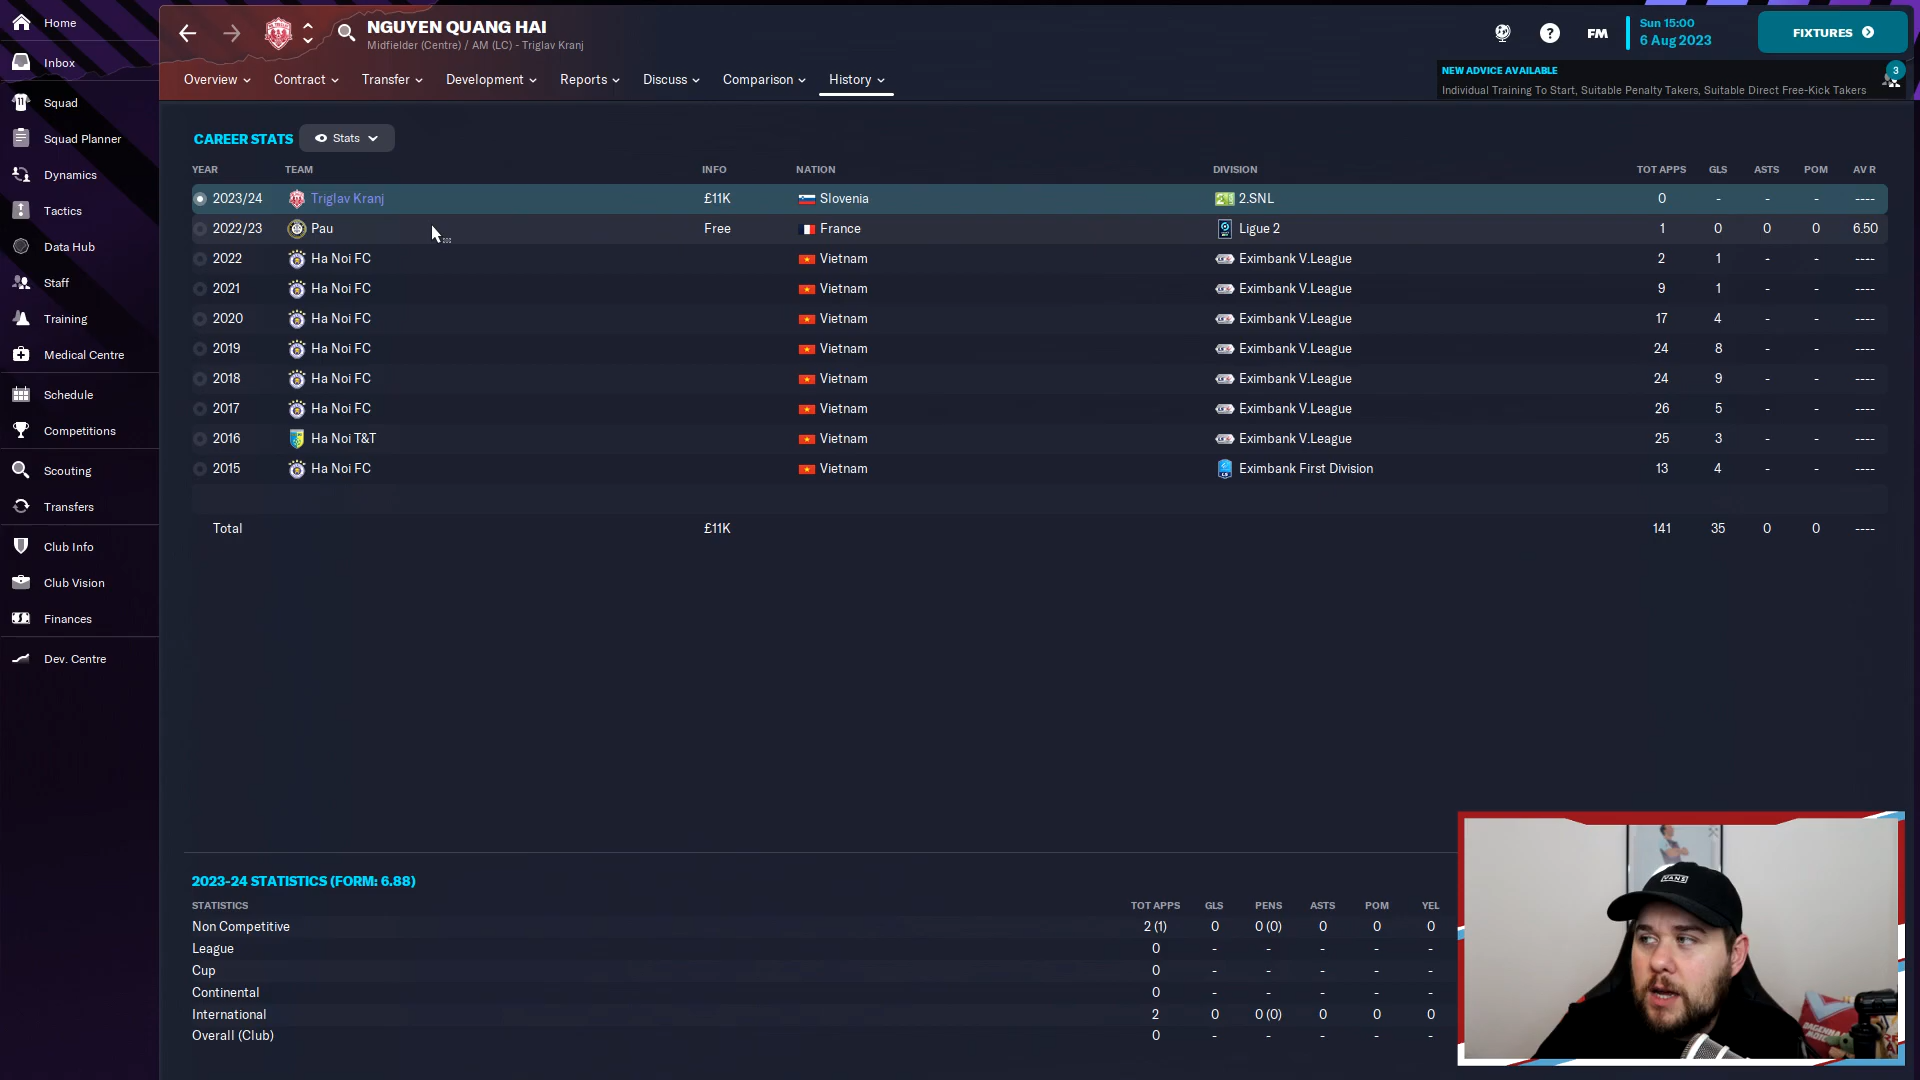 Home
Inbox
Squad
Squad Planner
Dynamics
Tactics
Data Hub
Staff
Training
Medical Centre
Schedule
Competitions
Scouting
Transfers
Club Info
Club Vision
Finances
Dev. Centre
NGUYEN QUANG HAI
Midfielder (Centre) / AM (LC) - Triglav Kranj
FM
Sun 15:00
6 Aug 2023
FIXTURES
Overview Contract Transfer Development Reports Discuss Comparison History
NEW ADVICE AVAILABLE
Individual Training To Start, Suitable Penalty Takers, Suitable Direct Free-Kick Takers
3
CAREER STATS Stats
YEAR TEAM INFO NATION DIVISION TOT APPS GLS ASTS POM AV R
2023/24 Triglav Kranj £11K Slovenia 2.SNL 0 - - - ----
2022/23 Pau Free France Ligue 2 1 0 0 0 6.50
2022 Ha Noi FC Vietnam Eximbank V.League 2 1 - - ----
2021 Ha Noi FC Vietnam Eximbank V.League 9 1 - - ----
2020 Ha Noi FC Vietnam Eximbank V.League 17 4 - - ----
2019 Ha Noi FC Vietnam Eximbank V.League 24 8 - - ----
2018 Ha Noi FC Vietnam Eximbank V.League 24 9 - - ----
2017 Ha Noi FC Vietnam Eximbank V.League 26 5 - - ----
2016 Ha Noi T&T Vietnam Eximbank V.League 25 3 - - ----
2015 Ha Noi FC Vietnam Eximbank First Division 13 4 - - ----
Total £11K 141 35 0 0 ----
2023-24 STATISTICS (FORM: 6.88)
STATISTICS TOT APPS GLS PENS ASTS POM YEL
Non Competitive 2 (1) 0 0 (0) 0 0 0
League 0 - - - - -
Cup 0 - - - - -
Continental 0 - - - - -
International 2 0 0 (0) 0 0 0
Overall (Club) 0 - - - - -
VANS